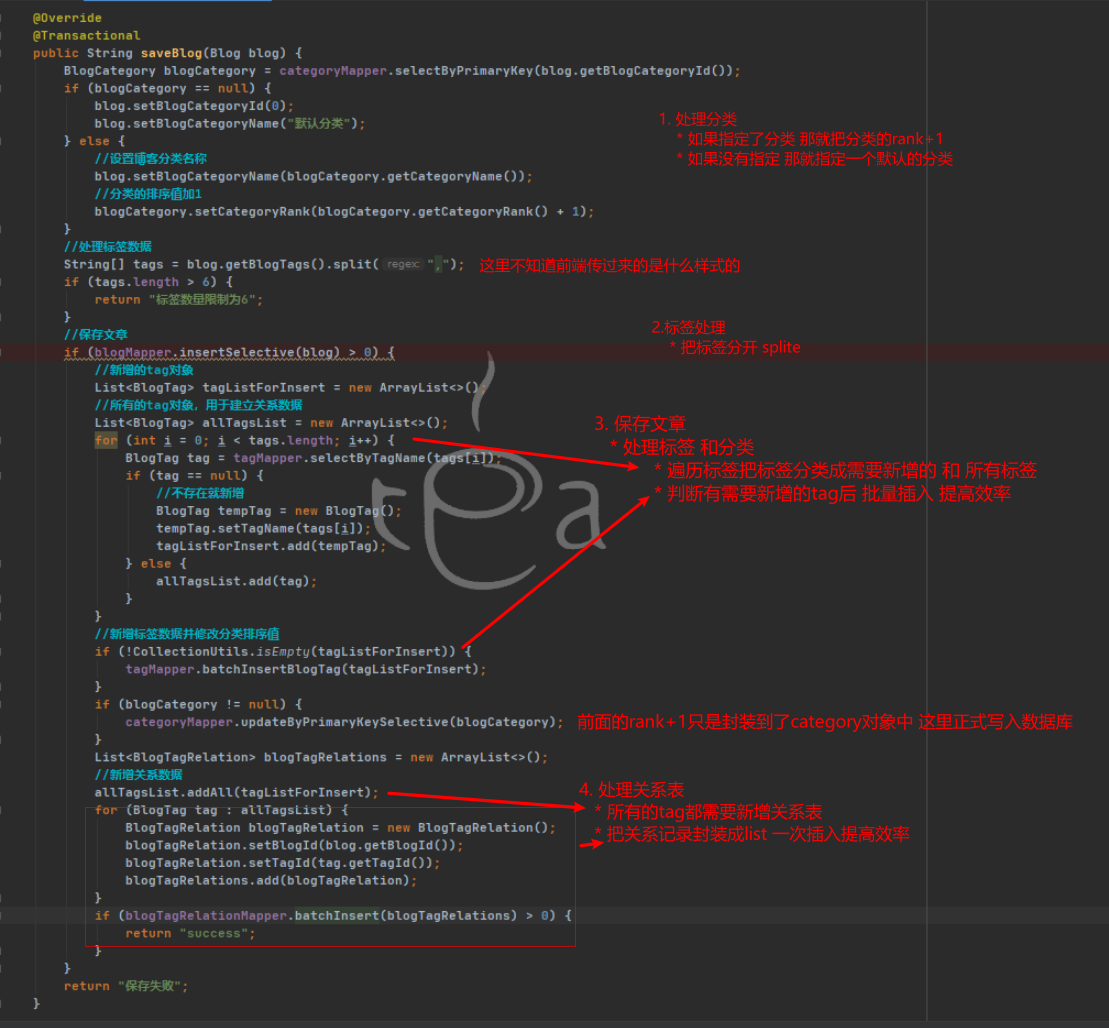 @Override
@Transactional
public String saveBlog(Blog blog) {
BlogCategory blogCategory = categoryMapper.selectByPrimaryKey(blog.getBlogCategoryId());
if (blogCategory == null) {
blog.setBlogCategoryId(0);
blog.setBlogCategoryName("默认分类");
1. 处理分类
} else {
* 如果指定了分类 那就把分类的rank+1
//设置博客分类名称
* 如果没有指定 那就指定一个默认的分类
blog.setBlogCategoryName(blogCategory.getCategoryName());
//分类的排序值加1
blogCategory.setCategoryRank(blogCategory.getCategoryRank() + 1);
}
//处理标签数据
String[] tags = blog.getBlogTags().split( regex: ","); 这里不知道前端传过来的是什么样式的
if (tags.length > 6) {
return "标签数量限制为6";
}
2.标签处理
//保存文章
* 把标签分开 splite
if (blogMapper.insertSelective(blog) > 0) {
//新增的tag对象
List<BlogTag> tagListForInsert = new ArrayList<>();
//所有的tag对象，用于建立关系数据
List<BlogTag> allTagsList = new ArrayList<>();
3. 保存文章
for (int i = 0; i < tags.length; i++) {
* 处理标签 和分类
BlogTag tag = tagMapper.selectByTagName(tags[i]);
* 遍历标签把标签分类成需要新增的 和 所有标签
if (tag == null) {
* 判断有需要新增的tag后 批量插入 提高效率
//不存在就新增
BlogTag tempTag = new BlogTag();
tempTag.setTagName(tags[i]);
tagListForInsert.add(tempTag);
} else {
allTagsList.add(tag);
}
}
//新增标签数据并修改分类排序值
if (!CollectionUtils.isEmpty(tagListForInsert)) {
tagMapper.batchInsertBlogTag(tagListForInsert);
}
if (blogCategory != null) {
categoryMapper.updateByPrimaryKeySelective(blogCategory); 前面的rank+1只是封装到了category对象中 这里正式写入数据库
}
List<BlogTagRelation> blogTagRelations = new ArrayList<>();
//新增关系数据
allTagsList.addAll(tagListForInsert);
4. 处理关系表
for (BlogTag tag : allTagsList) {
* 所有的tag都需要新增关系表
BlogTagRelation blogTagRelation = new BlogTagRelation();
* 把关系记录封装成list 一次插入提高效率
blogTagRelation.setBlogId(blog.getBlogId());
blogTagRelation.setTagId(tag.getTagId());
blogTagRelations.add(blogTagRelation);
}
if (blogTagRelationMapper.batchInsert(blogTagRelations) > 0) {
return "success";
}
}
return "保存失败";
}
rea